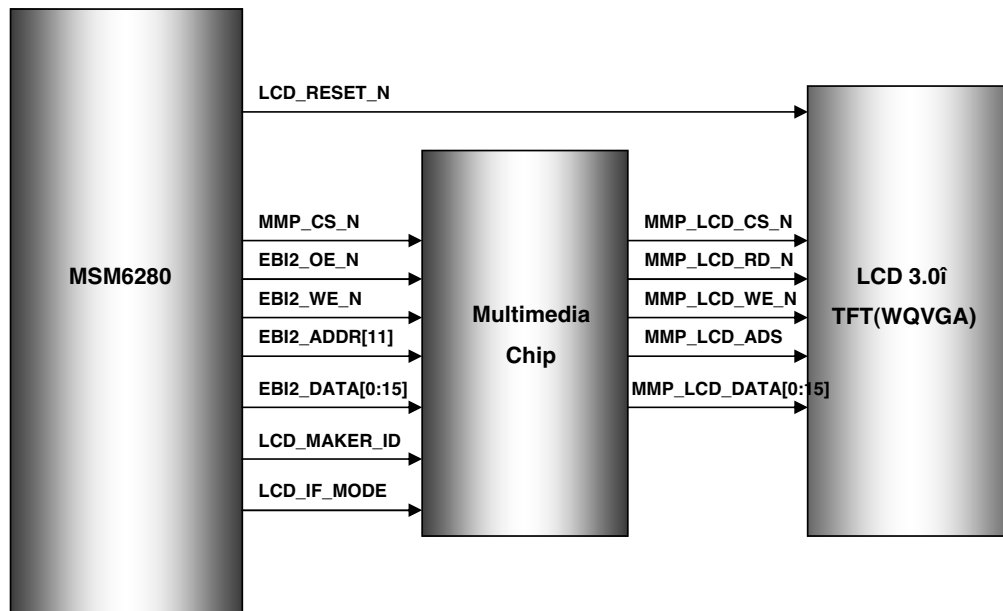 LCD_RESET_N
MMP_CS_N
EBI2_OE_N
EBI2_WE_N
EBI2_ADDR[11]
EBI2_DATA[0:15]
LCD_MAKER_ID
LCD_IF_MODE
MSM6280
Multimedia
Chip
MMP_LCD_CS_N
MMP_LCD_RD_N
MMP_LCD_WE_N
MMP_LCD_ADS
MMP_LCD_DATA[0:15]
LCD 3.0î
TFT(WQVGA)